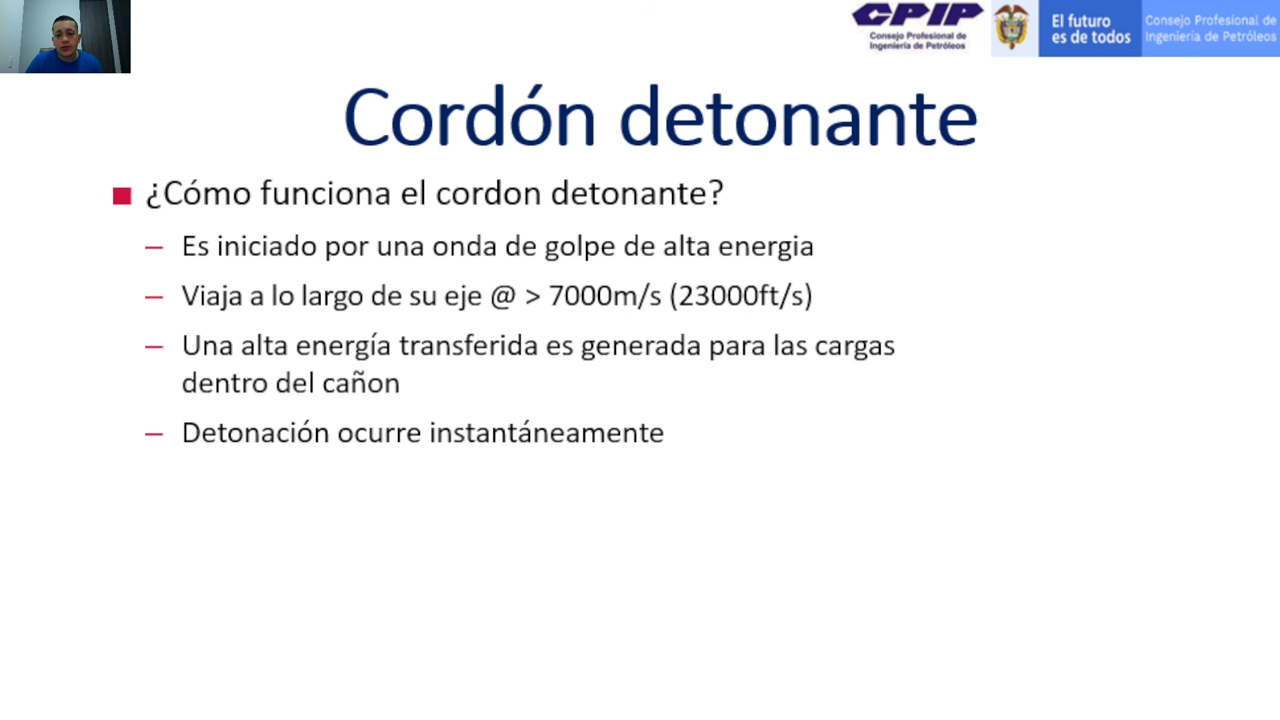 CPIP
Consejo Profesional de
Ingeniería de Petróleos
El futuro
es de todos
Consejo Profesional de
Ingeniería de Petróleos
Cordón detonante
¿Cómo funciona el cordon detonante?
– Es iniciado por una onda de golpe de alta energia
– Viaja a lo largo de su eje @ > 7000m/s (23000ft/s)
– Una alta energía transferida es generada para las cargas
dentro del cañon
– Detonación ocurre instantáneamente